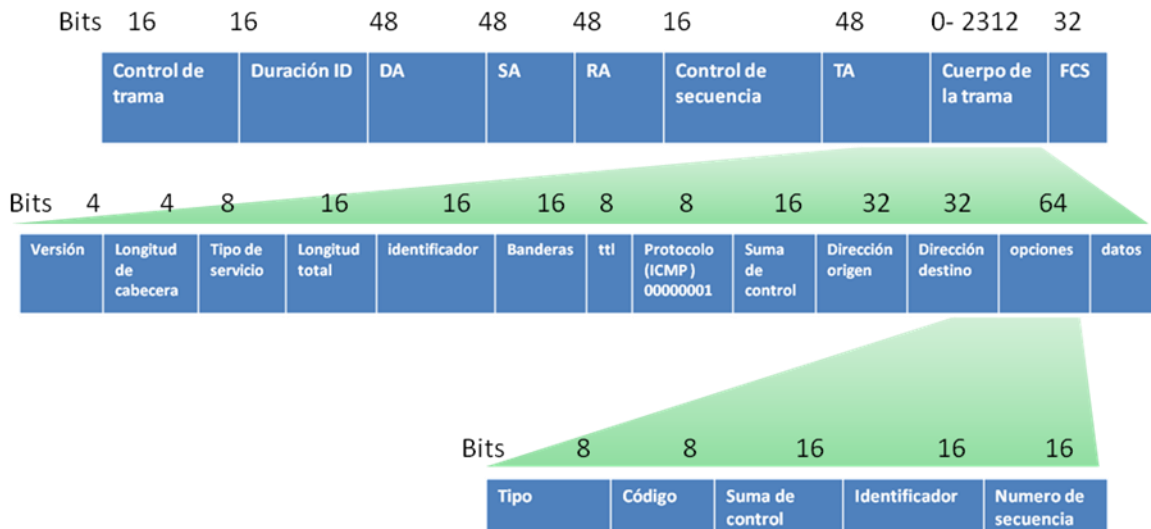 Bits 16 16 48 48 48 16 48 0- 2312 32
Control de trama Duración ID DA SA RA Control de secuencia TA Cuerpo de la trama FCS
Bits 4 4 8 16 16 16 8 8 16 32 32 64
Versión Longitud de cabecera Tipo de servicio Longitud total identificador Banderas ttl Protocolo (ICMP ) 00000001 Suma de control Dirección origen Dirección destino opciones datos
Bits 8 8 16 16 16
Tipo Código Suma de control Identificador Numero de secuencia